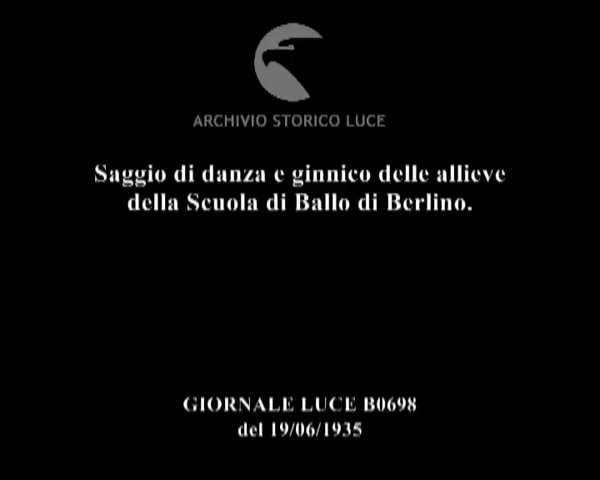 ARCHIVIO STORICO LUCE
Saggio di danza e ginnico delle allieve
della Scuola di Ballo di Berlino.
GIORNALE LUCE B0698
del 19/06/1935